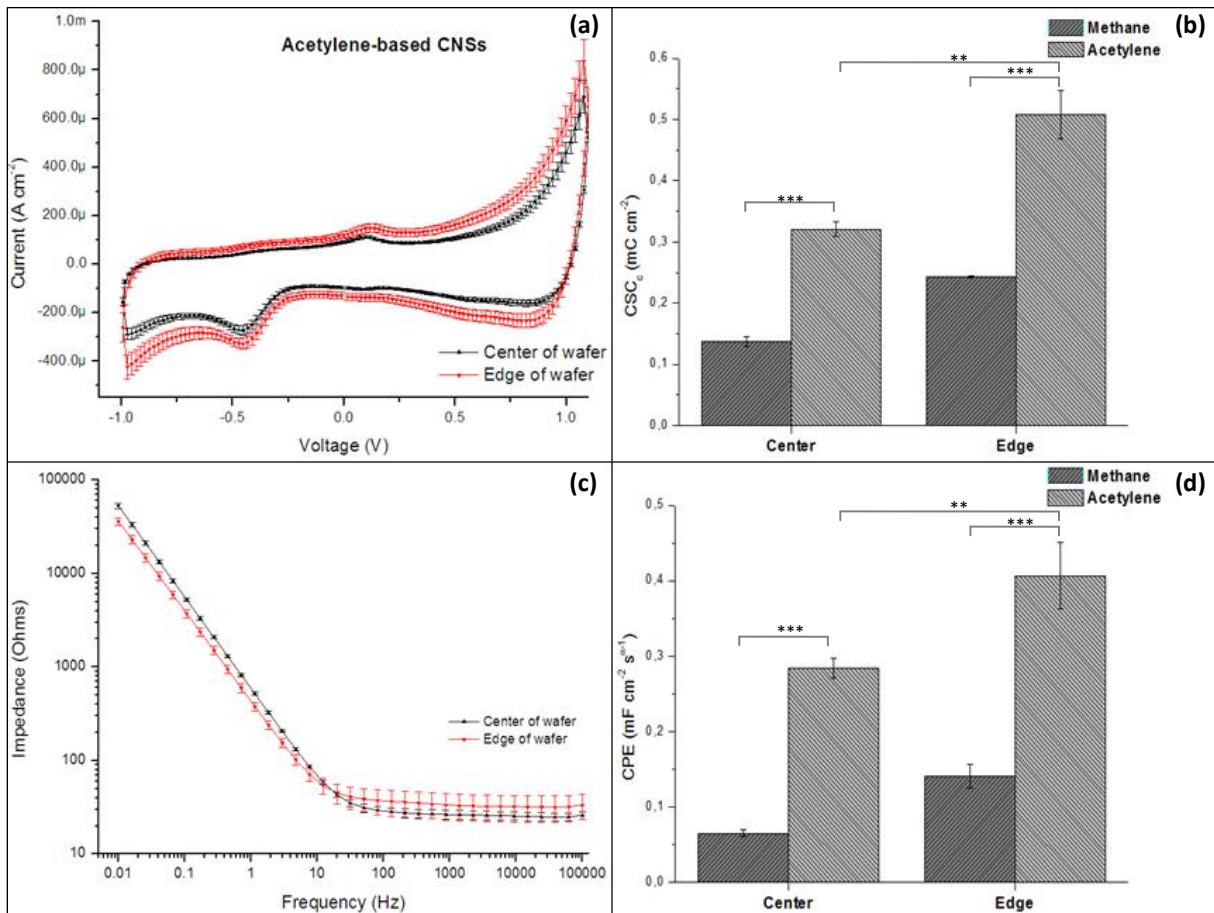 (a)
Acetylene-based CNSs
1.0m
800.0µ
600.0µ
400.0µ
200.0µ
0.0
-200.0µ
-400.0µ
Current (A cm⁻²)
Center of wafer
Edge of wafer
-1.0 -0.5 0.0 0.5 1.0
Voltage (V)
(b)
Methane
Acetylene
0,6
0,5
0,4
0,3
0,2
0,1
0,0
CSCc (mC cm⁻²)
**
***
***
Center Edge
(c)
100000
10000
1000
100
10
Impedance (Ohms)
Center of wafer
Edge of wafer
0.01 0.1 1 10 100 1000 10000 100000
Frequency (Hz)
(d)
Methane
Acetylene
0,5
0,4
0,3
0,2
0,1
0,0
CPE (mF cm⁻² sᵅ⁻¹)
**
***
***
Center Edge